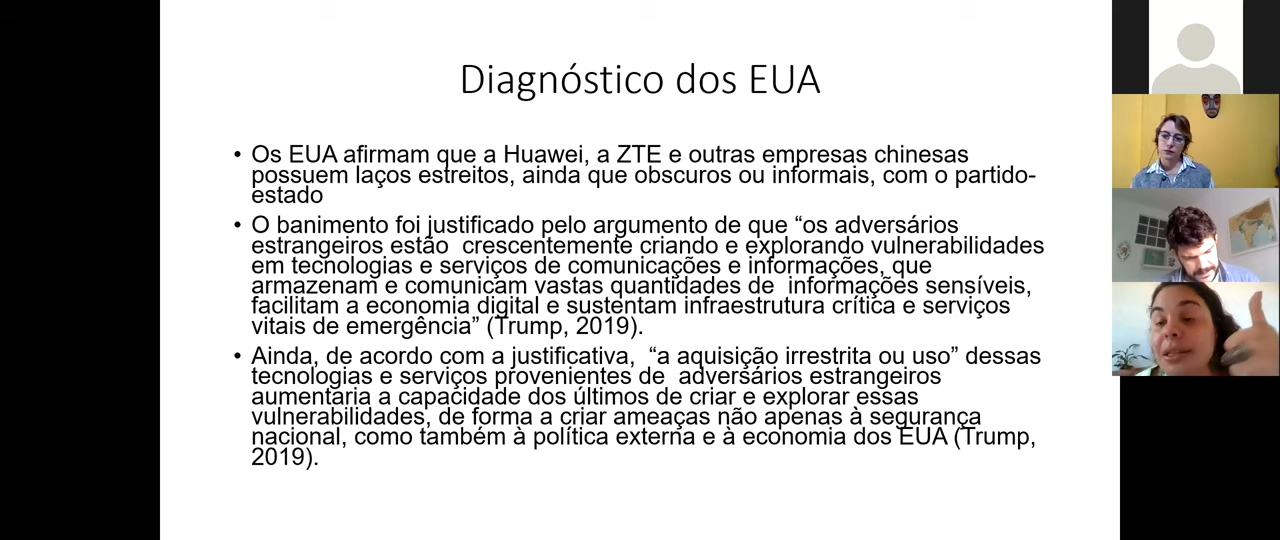 Diagnóstico dos EUA
• Os EUA afirmam que a Huawei, a ZTE e outras empresas chinesas
possuem laços estreitos, ainda que obscuros ou informais, com o partido-
estado
• O banimento foi justificado pelo argumento de que “os adversários
estrangeiros estão  crescentemente criando e explorando vulnerabilidades
em tecnologias e serviços de comunicações e informações, que
armazenam e comunicam vastas quantidades de  informações sensíveis,
facilitam a economia digital e sustentam infraestrutura crítica e serviços
vitais de emergência” (Trump, 2019).
• Ainda, de acordo com a justificativa,  “a aquisição irrestrita ou uso” dessas
tecnologias e serviços provenientes de  adversários estrangeiros
aumentaria a capacidade dos últimos de criar e explorar essas
vulnerabilidades, de forma a criar ameaças não apenas à segurança
nacional, como também à política externa e à economia dos EUA (Trump,
2019).